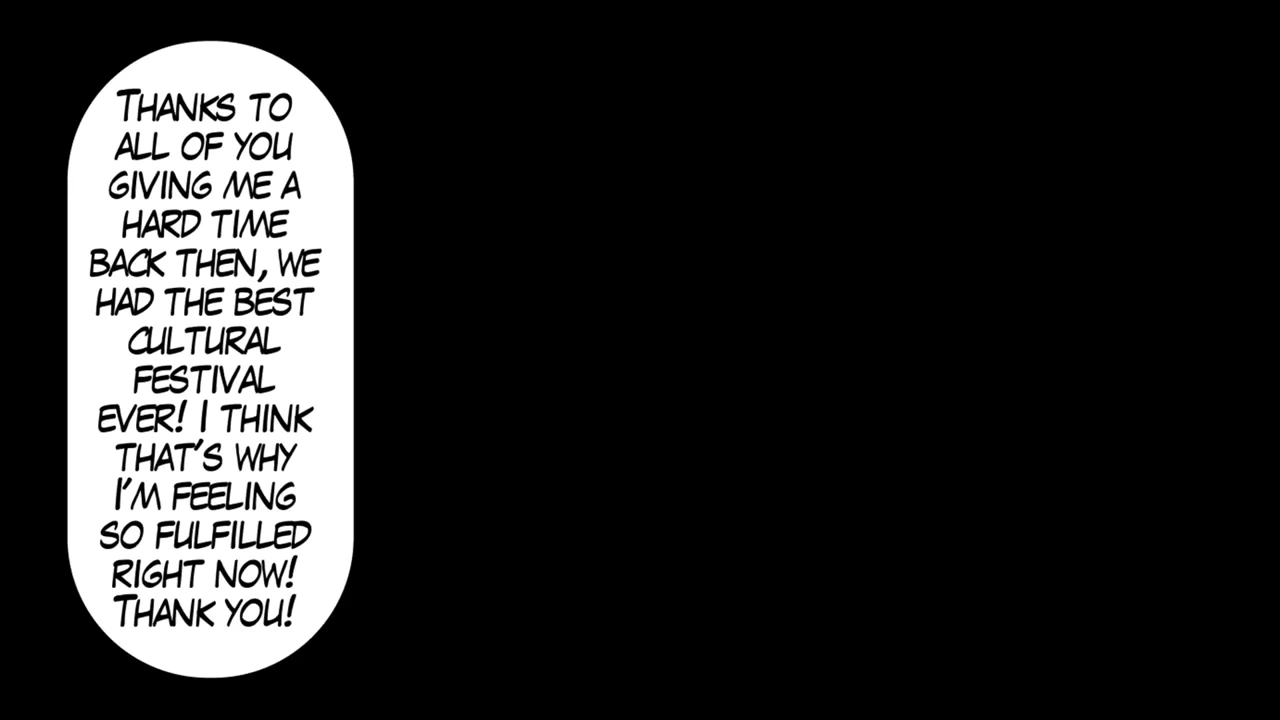 THANKS TO
ALL OF YOU
GIVING ME A
HARD TIME
BACK THEN, WE
HAD THE BEST
CULTURAL
FESTIVAL
EVER! I THINK
THAT'S WHY
I'M FEELING
SO FULFILLED
RIGHT NOW!
THANK YOU!